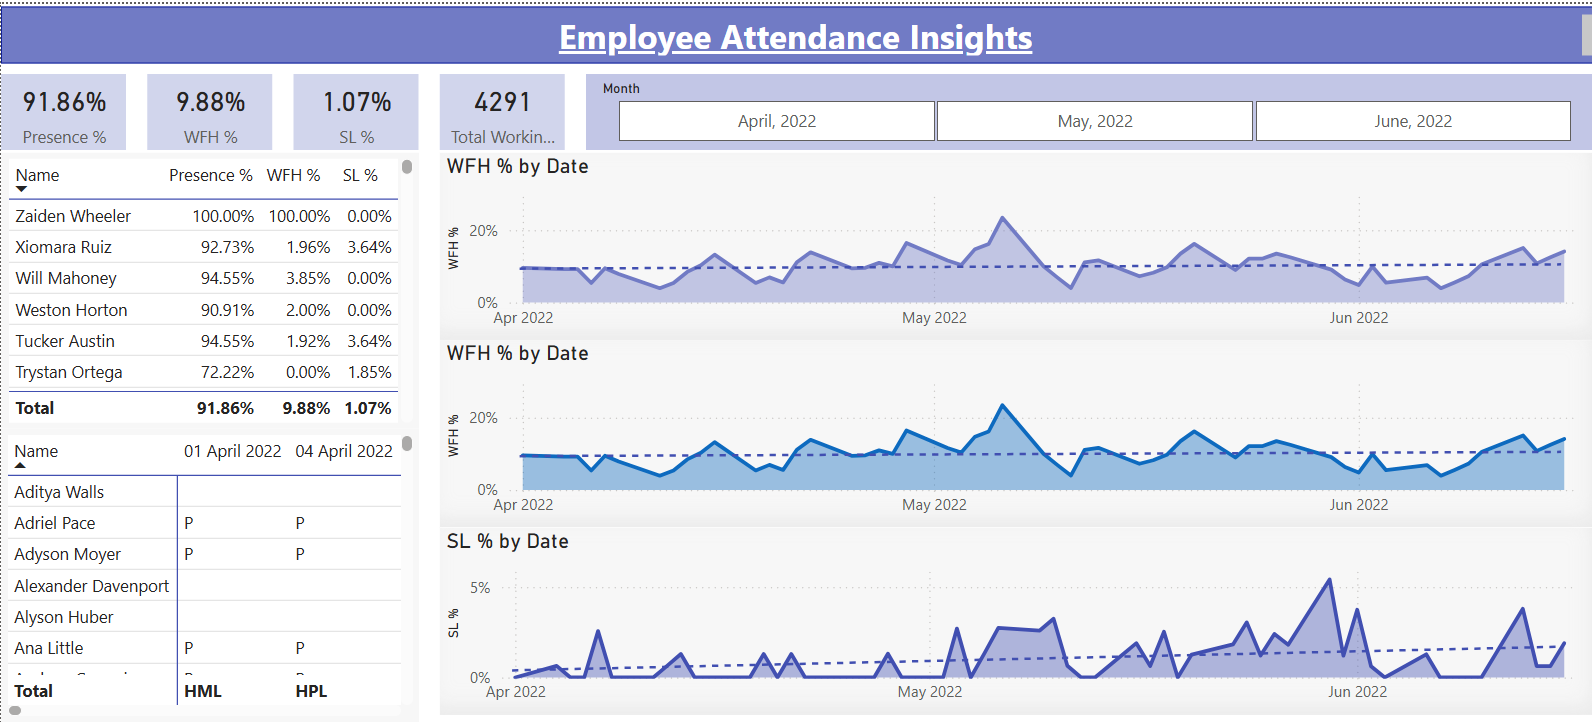 Employee Attendance Insights
91.86%
Presence %
9.88%
WFH %
1.07%
SL %
4291
Total Workin...
Month
April, 2022
May, 2022
June, 2022
Name Presence % WFH % SL %
Zaiden Wheeler 100.00% 100.00% 0.00%
Xiomara Ruiz 92.73% 1.96% 3.64%
Will Mahoney 94.55% 3.85% 0.00%
Weston Horton 90.91% 2.00% 0.00%
Tucker Austin 94.55% 1.92% 3.64%
Trystan Ortega 72.22% 0.00% 1.85%
Total 91.86% 9.88% 1.07%
Name 01 April 2022 04 April 2022
Aditya Walls
Adriel Pace P P
Adyson Moyer P P
Alexander Davenport
Alyson Huber
Ana Little P P
Total HML HPL
WFH % by Date
WFH %
20%
0%
Apr 2022 May 2022 Jun 2022
WFH % by Date
WFH %
20%
0%
Apr 2022 May 2022 Jun 2022
SL % by Date
SL %
5%
0%
Apr 2022 May 2022 Jun 2022